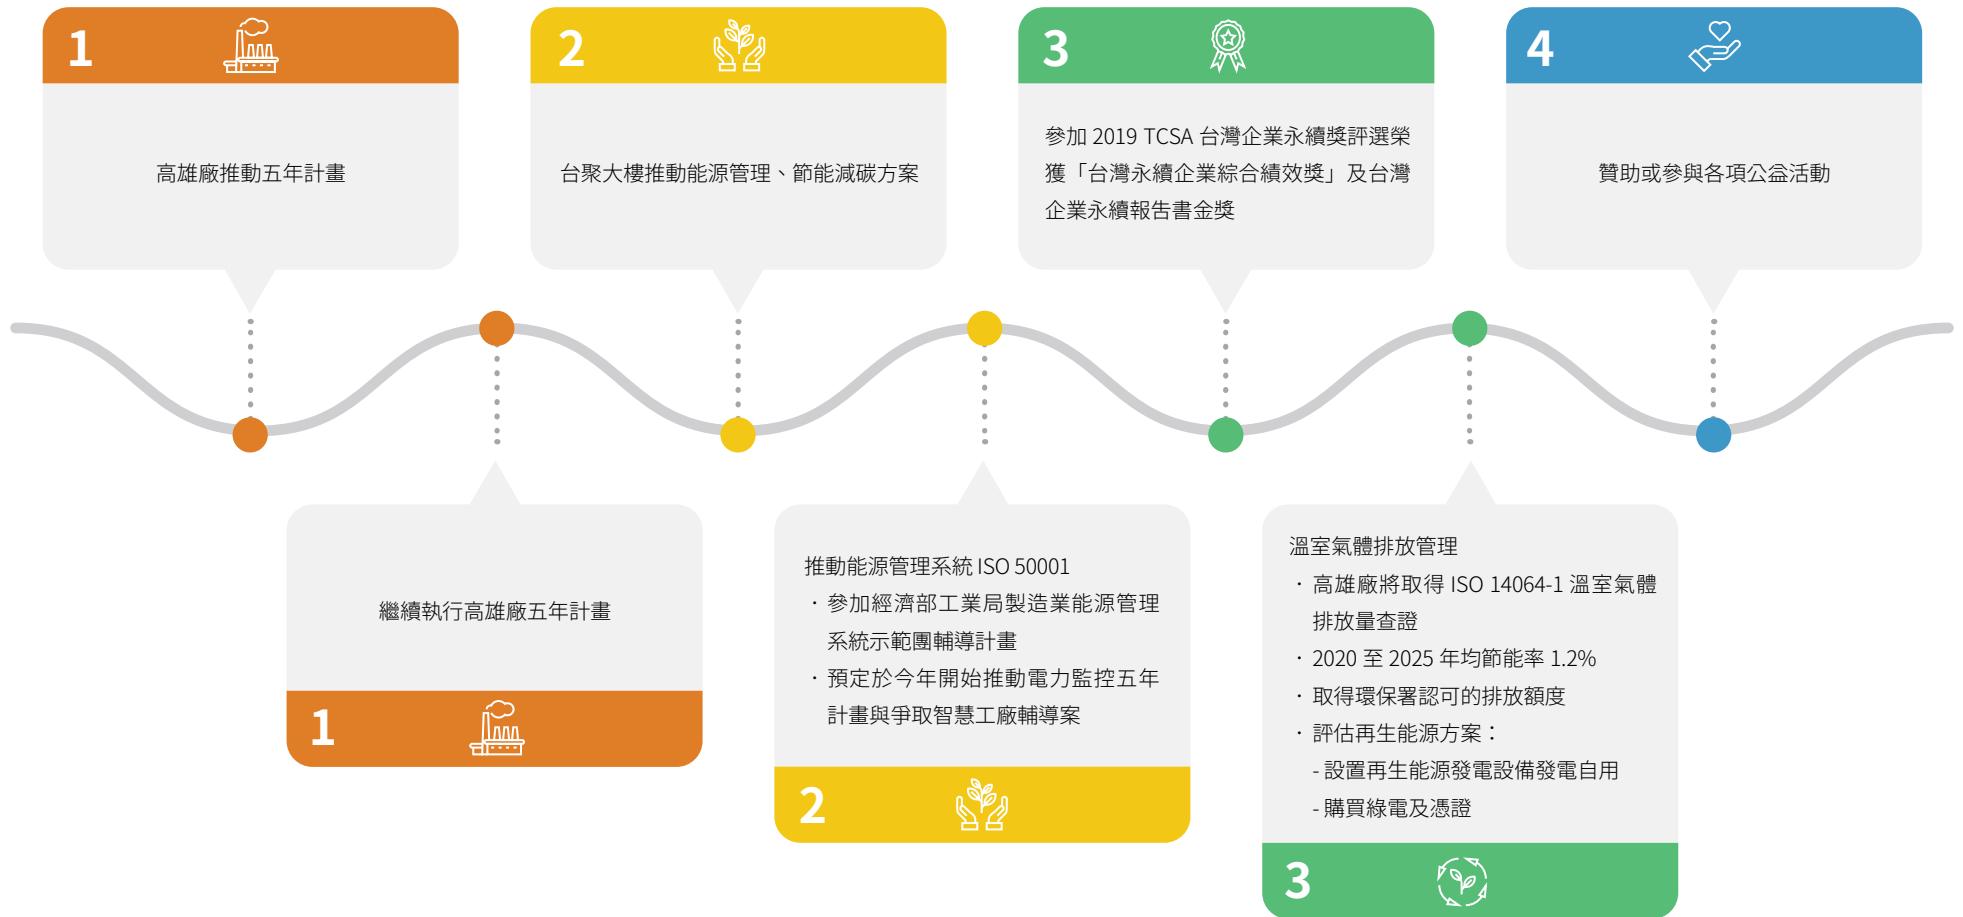 1
高雄廠推動五年計畫
2
台聚大樓推動能源管理、節能減碳方案
3
參加 2019 TCSA 台灣企業永續獎評選榮
獲「台灣永續企業綜合績效獎」及台灣
企業永續報告書金獎
4
贊助或參與各項公益活動
繼續執行高雄廠五年計畫
1
推動能源管理系統 ISO 50001
· 參加經濟部工業局製造業能源管理
系統示範團輔導計畫
· 預定於今年開始推動電力監控五年
計畫與爭取智慧工廠輔導案
2
溫室氣體排放管理
· 高雄廠將取得 ISO 14064-1 溫室氣體
排放量查證
· 2020 至 2025 年均節能率 1.2%
· 取得環保署認可的排放額度
· 評估再生能源方案：
- 設置再生能源發電設備發電自用
- 購買綠電及憑證
3